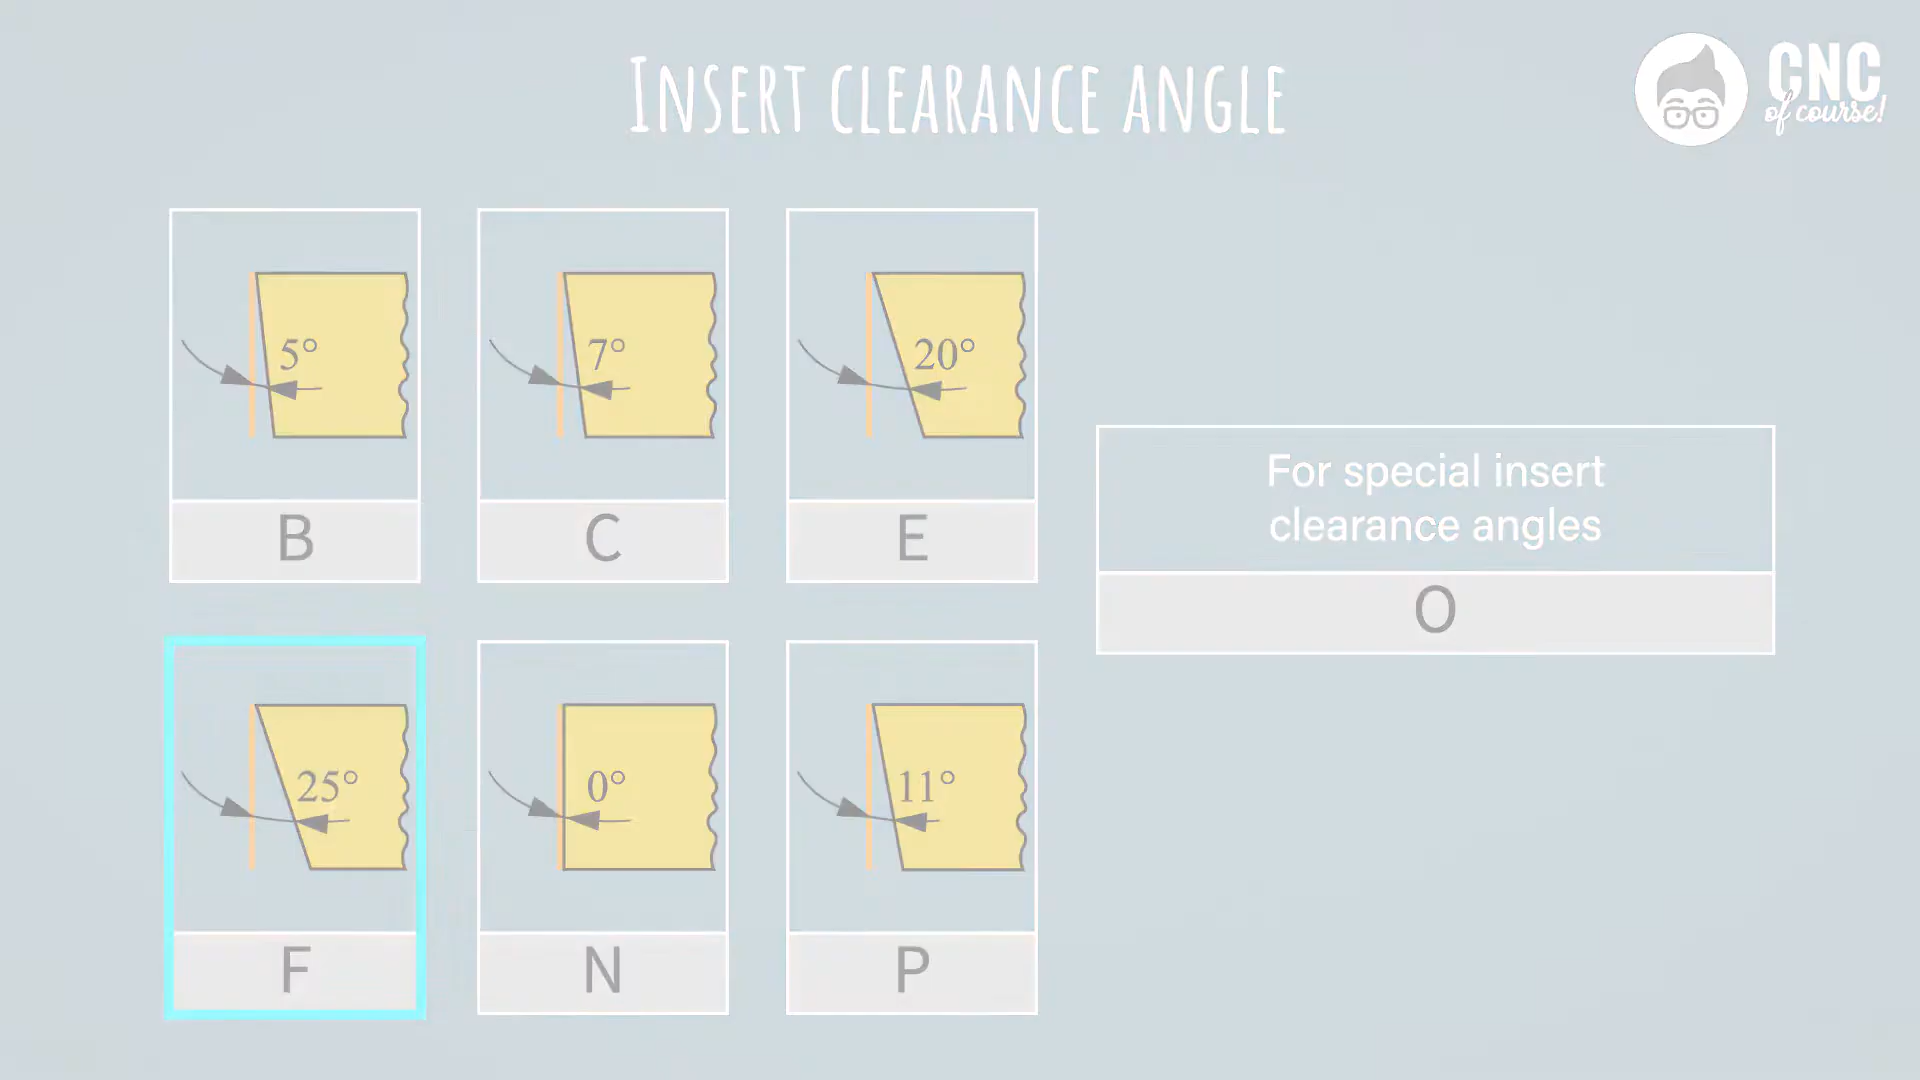 INSERT CLEARANCE ANGLE
CNC
of course!
5°
7°
20°
B
C
E
For special insert
clearance angles
O
25°
0°
11°
F
N
P